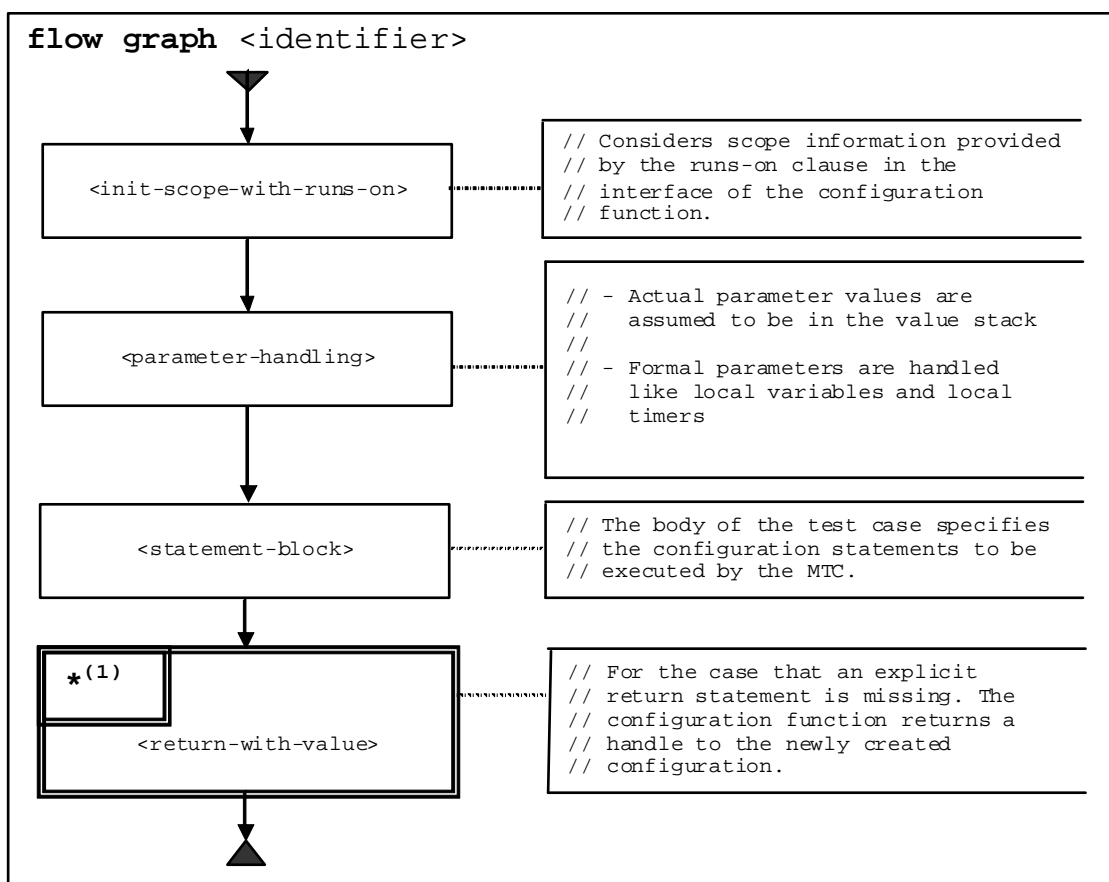 flow graph <identifier>
<init-scope-with-runs-on>
// Considers scope information provided
// by the runs-on clause in the
// interface of the configuration
// function.
<parameter-handling>
// - Actual parameter values are
//   assumed to be in the value stack
//
// - Formal parameters are handled
//   like local variables and local
//   timers
<statement-block>
// The body of the test case specifies
// the configuration statements to be
// executed by the MTC.
*(1)
<return-with-value>
// For the case that an explicit
// return statement is missing. The
// configuration function returns a
// handle to the newly created
// configuration.